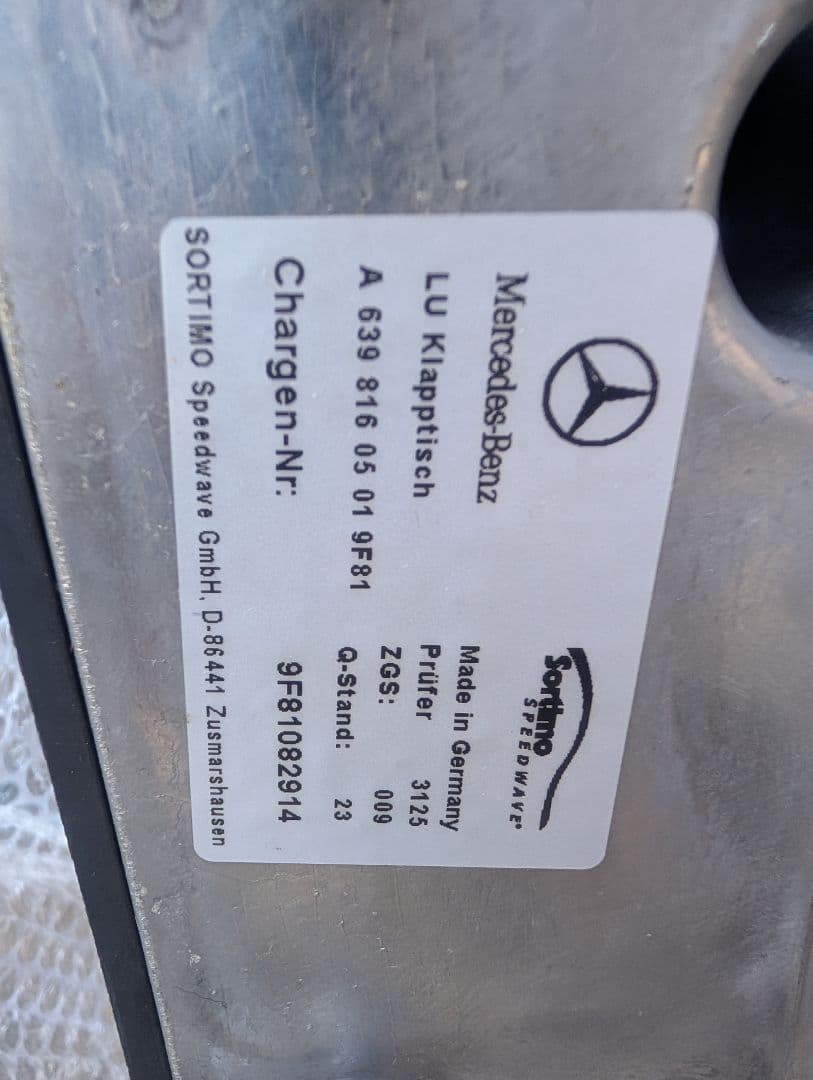 Mercedes-Benz
LU Klapptisch
A 639 816 05 01 9F81
Sortimo
SPEEDWAVE®
Made in Germany
Prüfer 3125
ZGS: 009
Q-Stand: 23
Chargen-Nr: 9F81082914
SORTIMO Speedwave GmbH, D-86441 Zusmarshausen